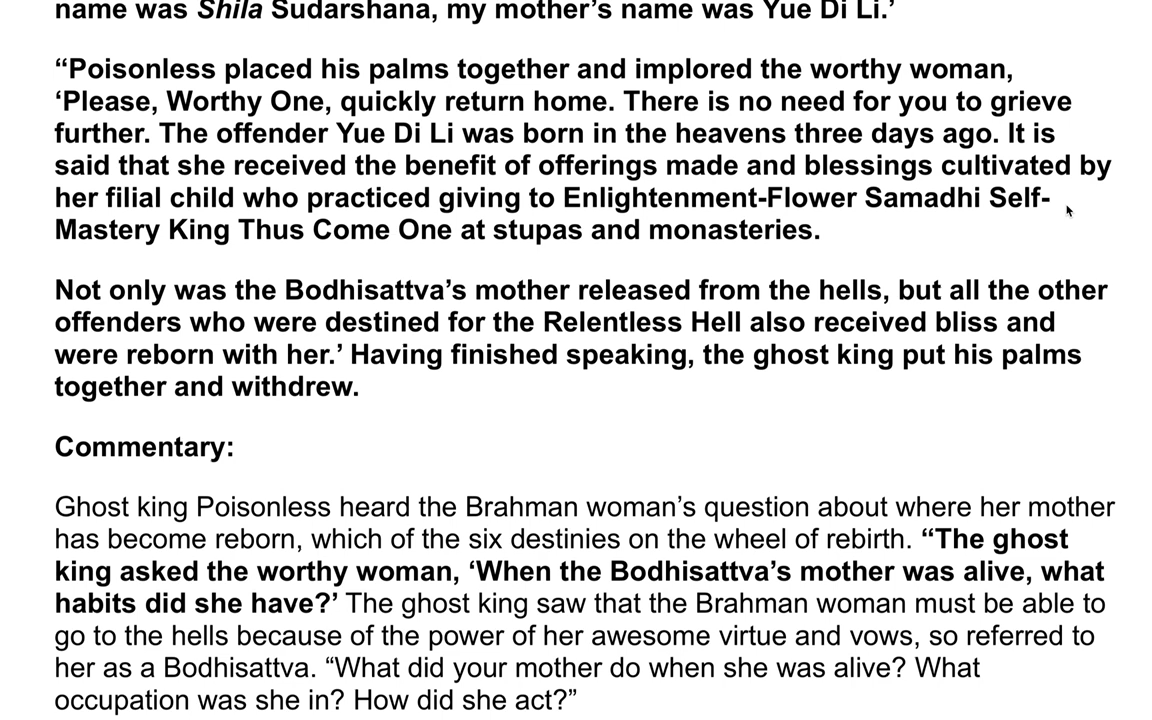 name was Shila Sudarshana, my mother’s name was Yue Di Li.’
“Poisonless placed his palms together and implored the worthy woman,
‘Please, Worthy One, quickly return home. There is no need for you to grieve
further. The offender Yue Di Li was born in the heavens three days ago. It is
said that she received the benefit of offerings made and blessings cultivated by
her filial child who practiced giving to Enlightenment-Flower Samadhi Self-
Mastery King Thus Come One at stupas and monasteries.
Not only was the Bodhisattva’s mother released from the hells, but all the other
offenders who were destined for the Relentless Hell also received bliss and
were reborn with her.’ Having finished speaking, the ghost king put his palms
together and withdrew.
Commentary:
Ghost king Poisonless heard the Brahman woman’s question about where her mother
has become reborn, which of the six destinies on the wheel of rebirth. “The ghost
king asked the worthy woman, ‘When the Bodhisattva’s mother was alive, what
habits did she have?’ The ghost king saw that the Brahman woman must be able to
go to the hells because of the power of her awesome virtue and vows, so referred to
her as a Bodhisattva. “What did your mother do when she was alive? What
occupation was she in? How did she act?”